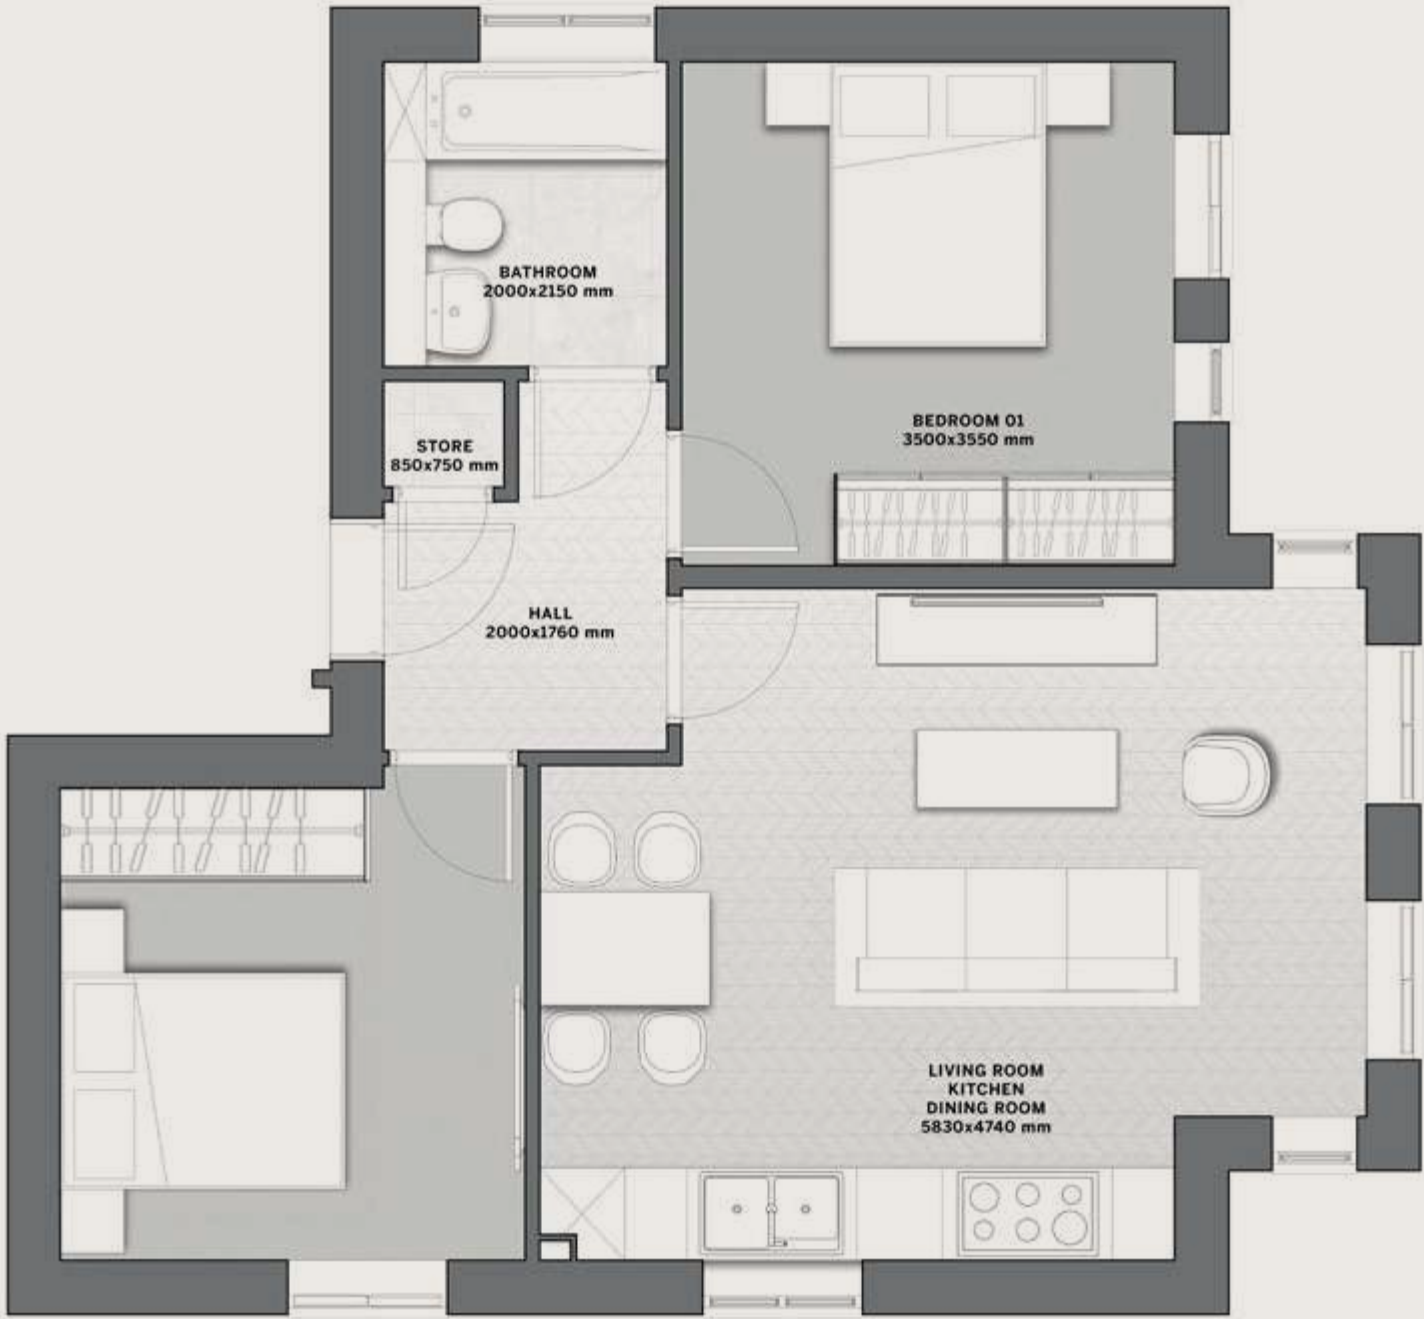 BATHROOM
2000x2150 mm
BEDROOM 01
3500x3550 mm
STORE
850x750 mm
HALL
2000x1760 mm
LIVING ROOM
KITCHEN
DINING ROOM
5830x4740 mm